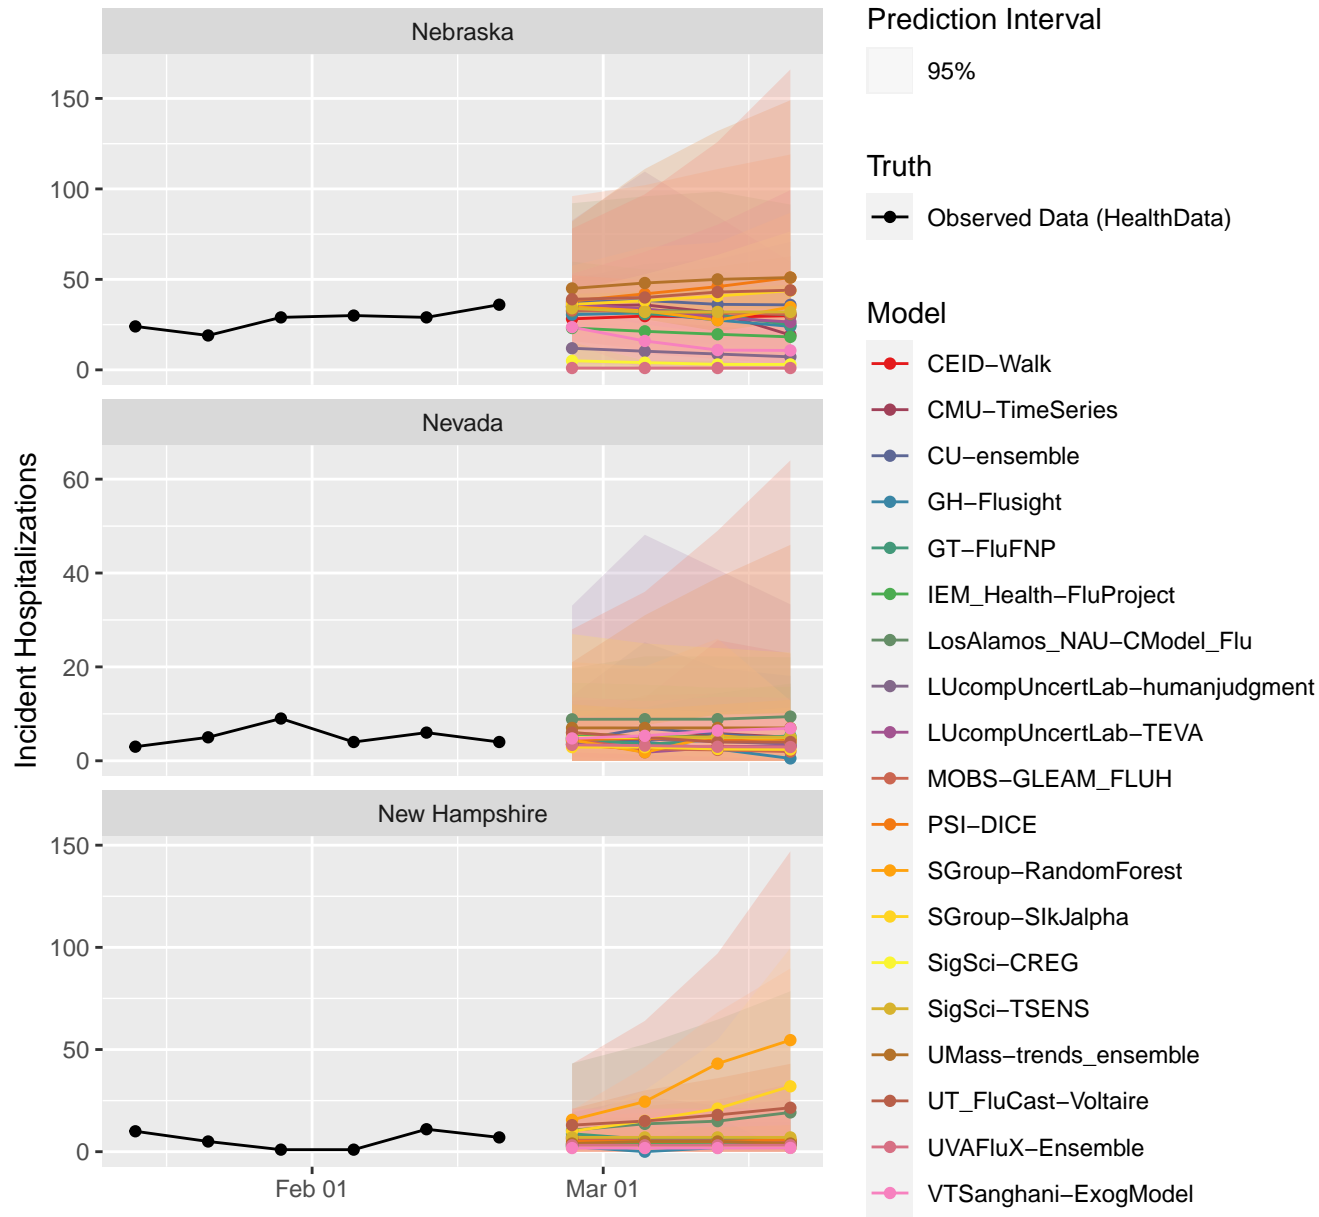 Nebraska
150
100
50
0
Nevada
60
40
20
0
New Hampshire
150
100
50
0
Feb 01
Mar 01
Incident Hospitalizations
Prediction Interval
95%
Truth
Observed Data (HealthData)
Model
CEID−Walk
CMU−TimeSeries
CU−ensemble
GH−Flusight
GT−FluFNP
IEM_Health−FluProject
LosAlamos_NAU−CModel_Flu
LUcompUncertLab−humanjudgment
LUcompUncertLab−TEVA
MOBS−GLEAM_FLUH
PSI−DICE
SGroup−RandomForest
SGroup−SIkJalpha
SigSci−CREG
SigSci−TSENS
UMass−trends_ensemble
UT_FluCast−Voltaire
UVAFluX−Ensemble
VTSanghani−ExogModel